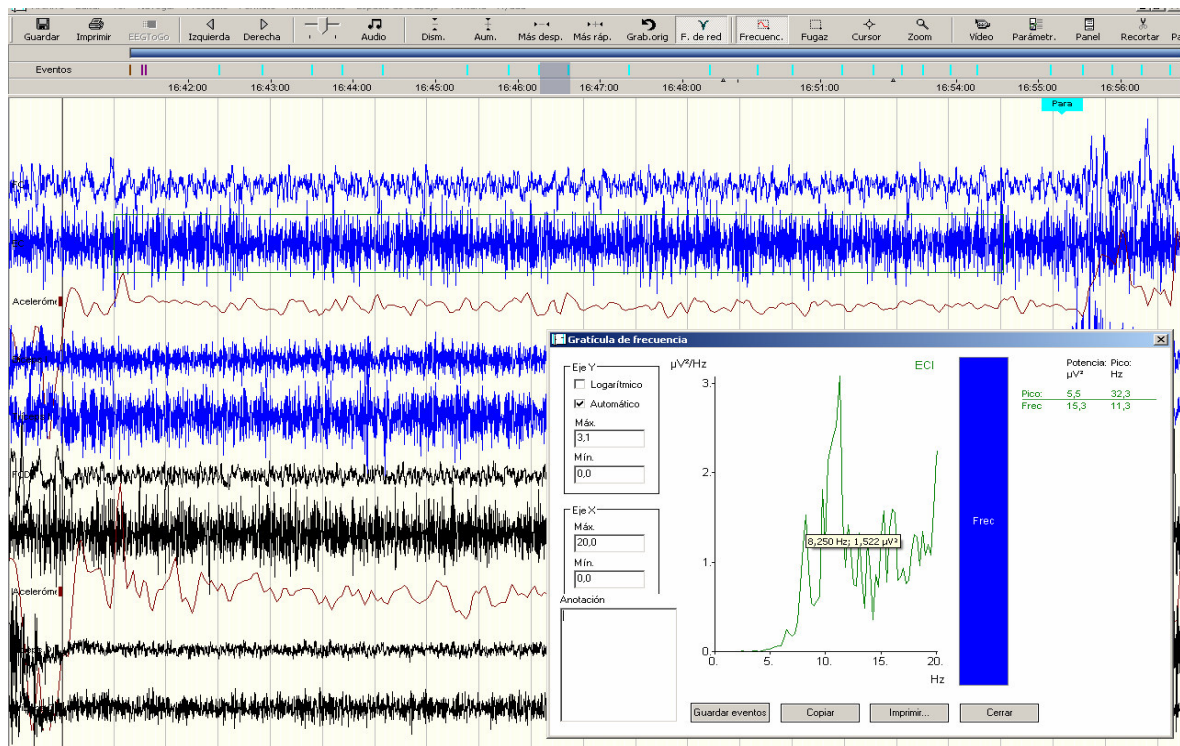 Guardar Imprimir EEGToGo Izquierda Derecha Audio Dism. Aum. Más desp. Más ráp. Grab.orig F. de red Frecuenc. Fugaz Cursor Zoom Vídeo Parámetr. Panel Recortar
Eventos
16:42:00 16:43:00 16:44:00 16:45:00 16:46:00 16:47:00 16:48:00 16:51:00 16:54:00 16:55:00 16:56:00
Para
Aceleróme
Aceleróme
Gratícula de frecuencia
Eje Y
Logarítmico
Automático
Máx.
3,1
Mín.
0,0
Eje X
Máx.
20,0
Mín.
0,0
Anotación
µV²/Hz
ECI
3.
2.
1.
0.
0. 5. 10. 15. 20.
Hz
8,250 Hz; 1,522 µV²
Frec
Potencia: Pico:
µV² Hz
Pico: 5,5 32,3
Frec 15,3 11,3
Guardar eventos Copiar Imprimir... Cerrar